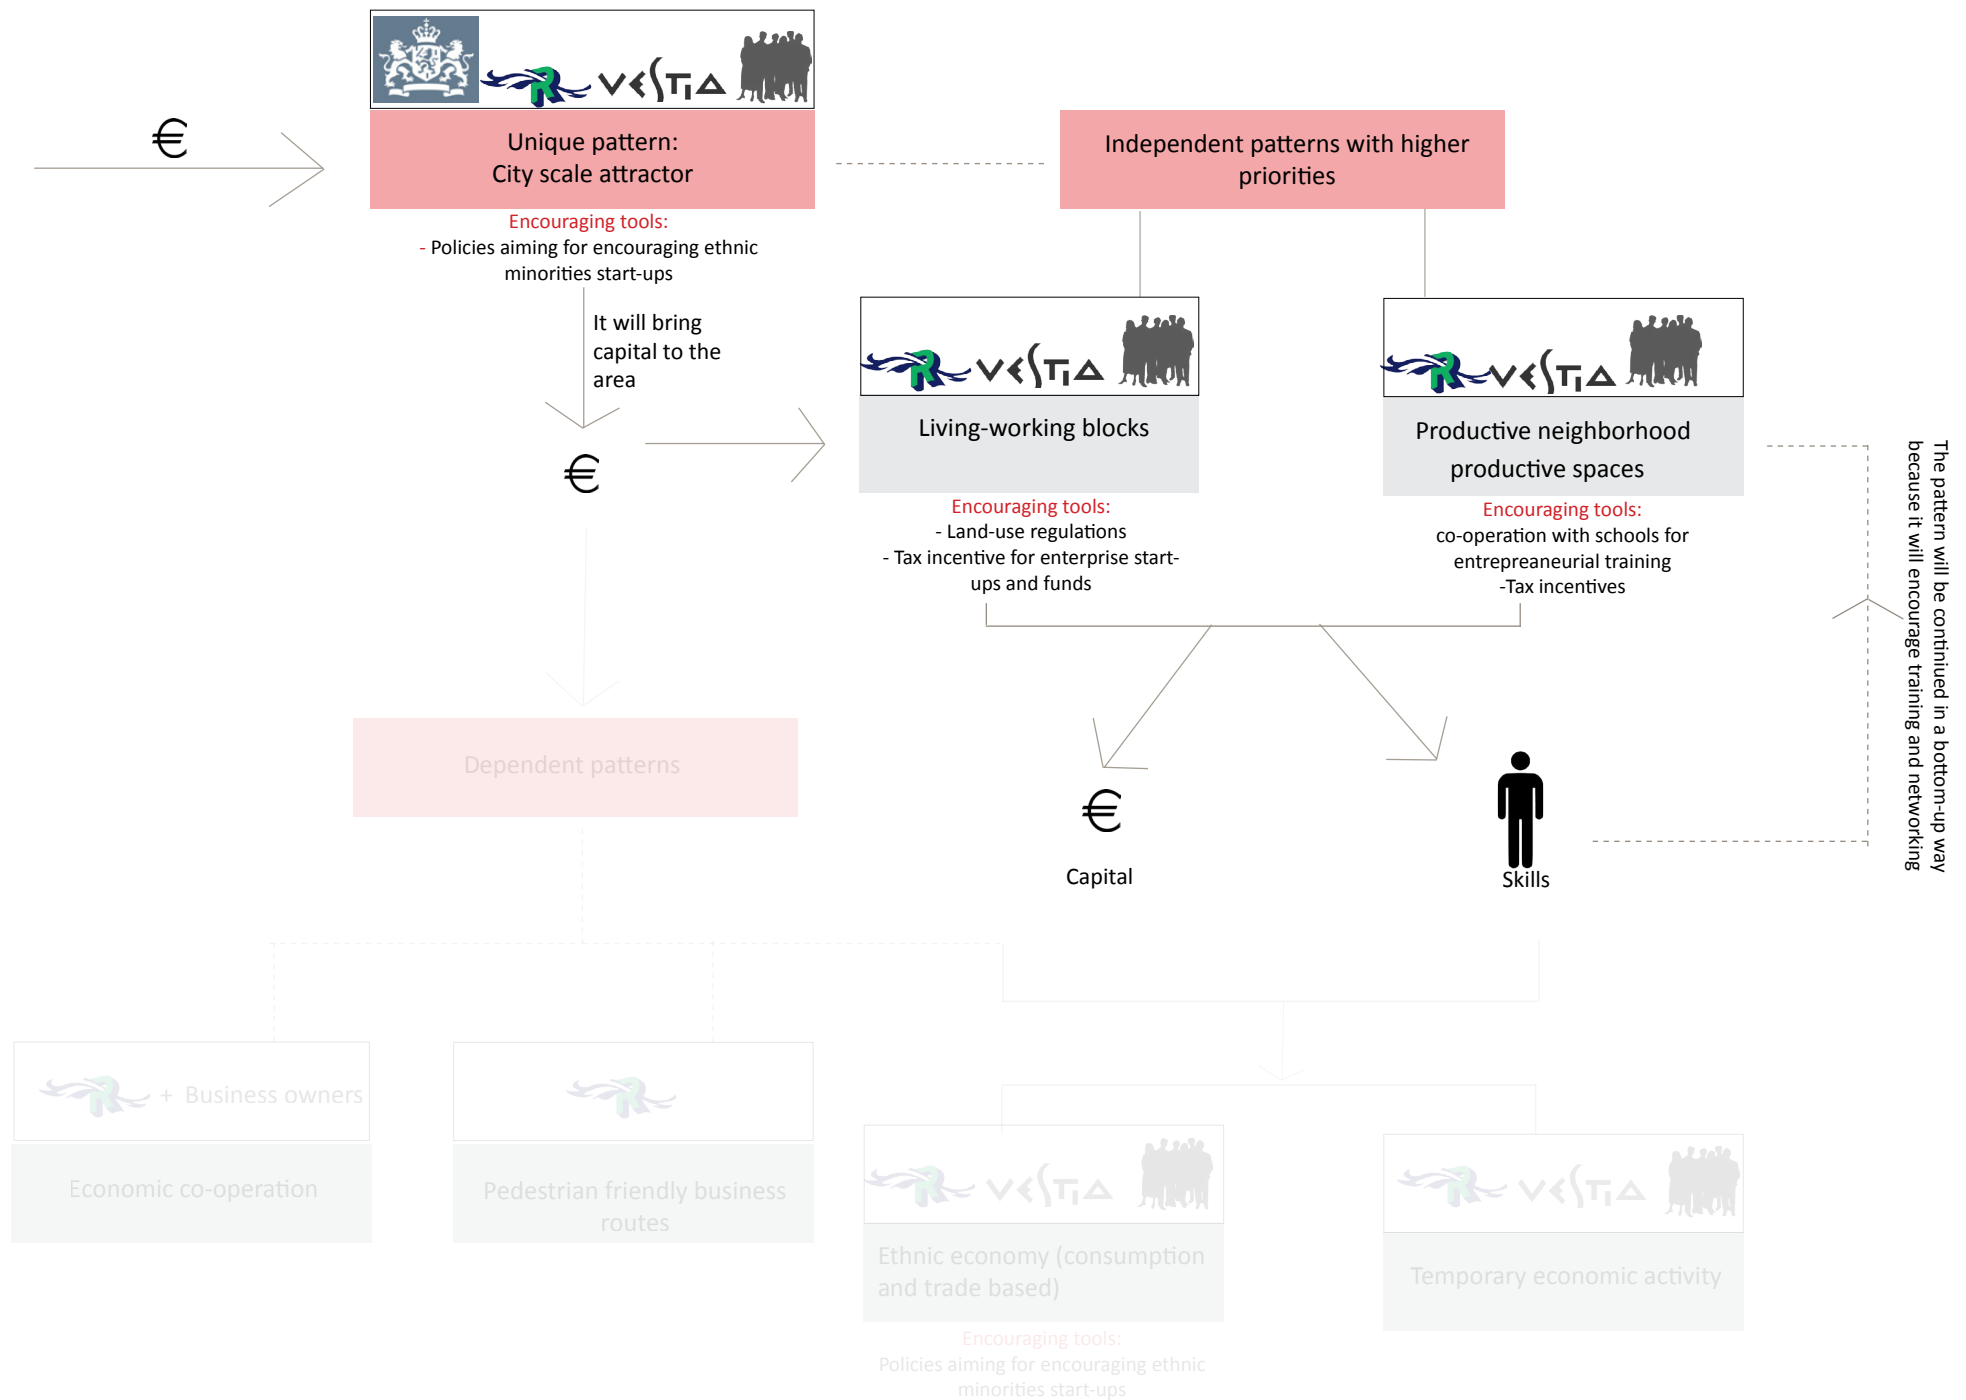 VESTIA
€
Unique pattern:
City scale attractor
Independent patterns with higher
priorities
Encouraging tools:
- Policies aiming for encouraging ethnic
minorities start-ups
It will bring
capital to the
area
€
R VESTIA
Living-working blocks
Encouraging tools:
- Land-use regulations
- Tax incentive for enterprise start-
ups and funds
R VESTIA
Productive neighborhood
productive spaces
Encouraging tools:
co-operation with schools for
entrepreaneurial training
-Tax incentives
The pattern will be continiued in a bottom-up way
because it will encourage training and networking
Dependent patterns
€
Capital
Skills
R + Business owners
Economic co-operation
R
Pedestrian friendly business
routes
R VESTIA
Ethnic economy (consumption
and trade based)
Encouraging tools:
Policies aiming for encouraging ethnic
minorities start-ups
R VESTIA
Temporary economic activity